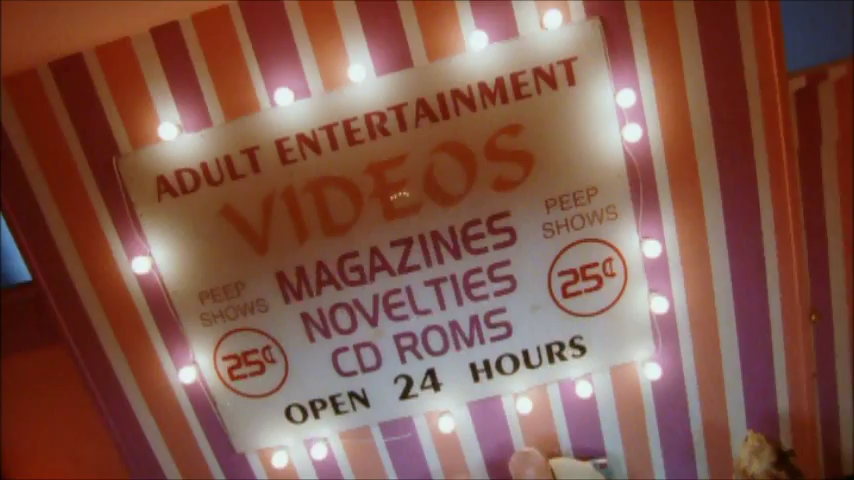 ADULT ENTERTAINMENT
VIDEOS
PEEP SHOWS
25¢
MAGAZINES
NOVELTIES
CD ROMS
PEEP SHOWS
25¢
OPEN 24 HOURS